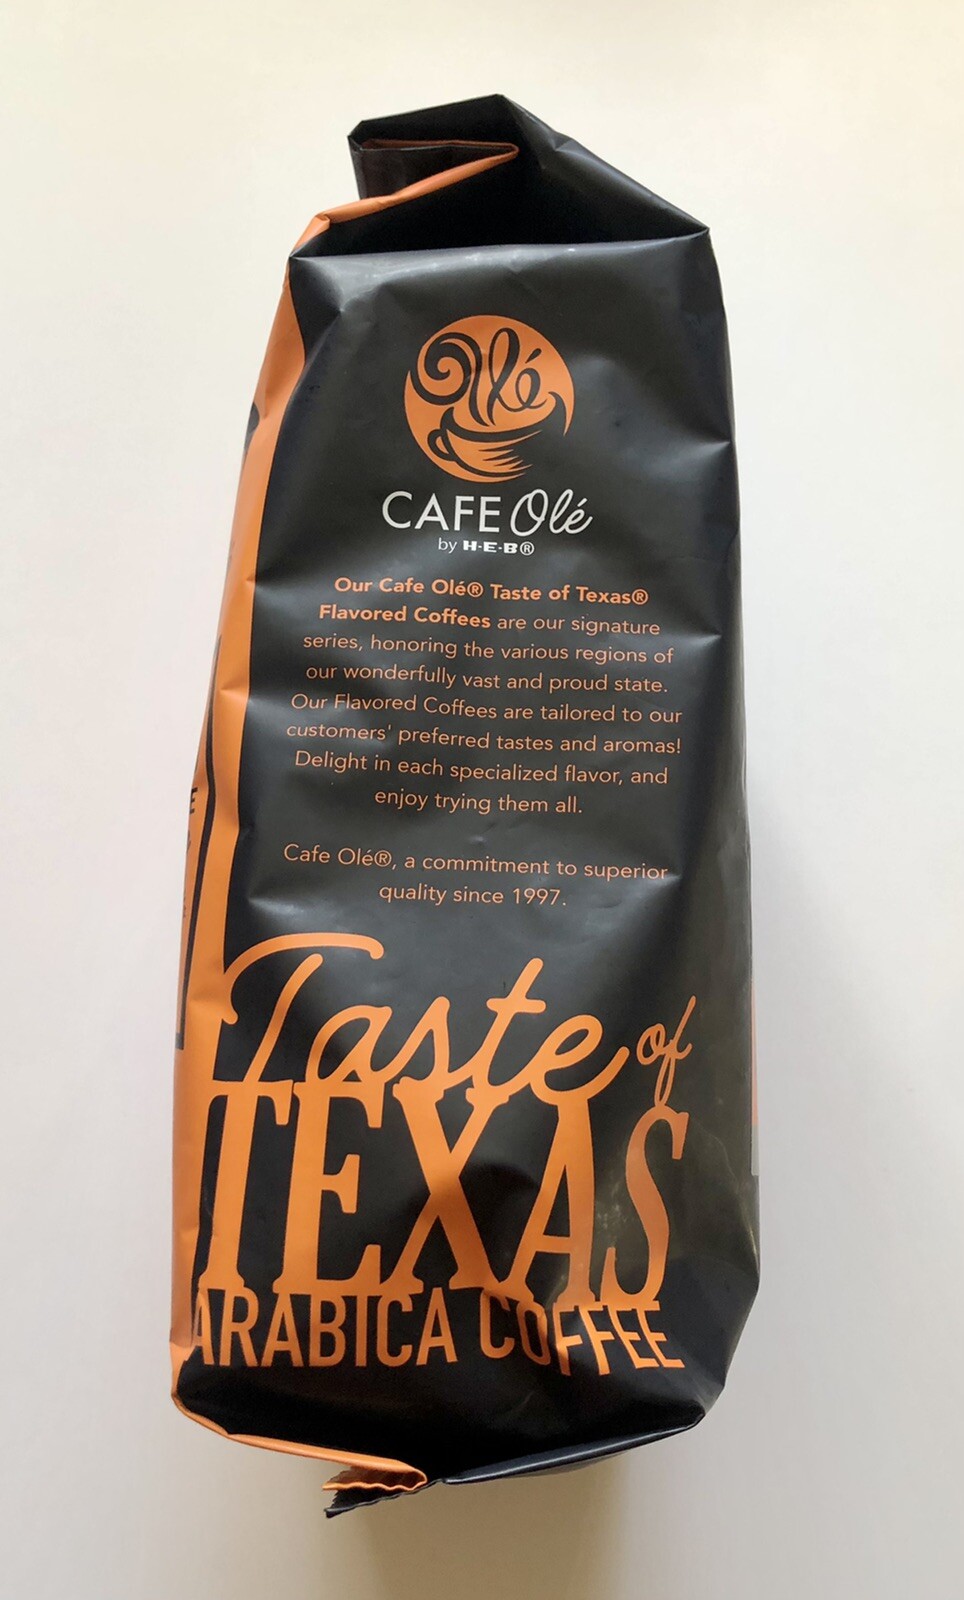 Olé
CAFE Olé
by H-E-B®
Our Cafe Olé® Taste of Texas®
Flavored Coffees are our signature
series, honoring the various regions of
our wonderfully vast and proud state.
Our Flavored Coffees are tailored to our
customers' preferred tastes and aromas!
Delight in each specialized flavor, and
enjoy trying them all.
Cafe Olé®, a commitment to superior
quality since 1997.
Taste of
TEXAS
ARABICA COFFEE